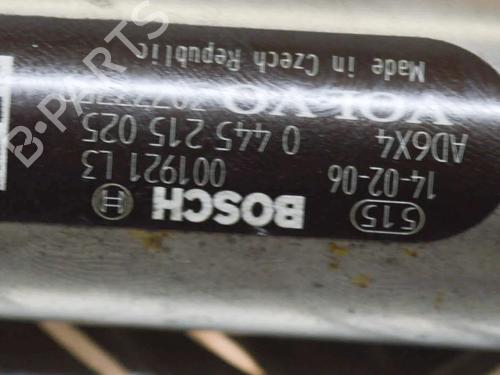 BOSCH 515
001921 L3 14-02-06
0 445 215 025 AD6X4
VOLVO
Made in Czech Republic
B-PARTS